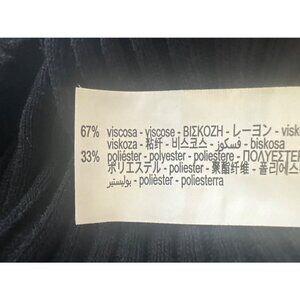 67% viscosa - viscose - ΒΙΣΚΟΖΗ - レーヨン - visk
viskoza - 粘纤 - 비스코스 - فسكوز - biskosa
33% poliéster - polyester - poliestere - ΠΟΛΥΕΣΤΕΡ
ポリエステル - poliester - 聚酯纤维 - 폴리에스
بوليستير - polièster - poliesterra